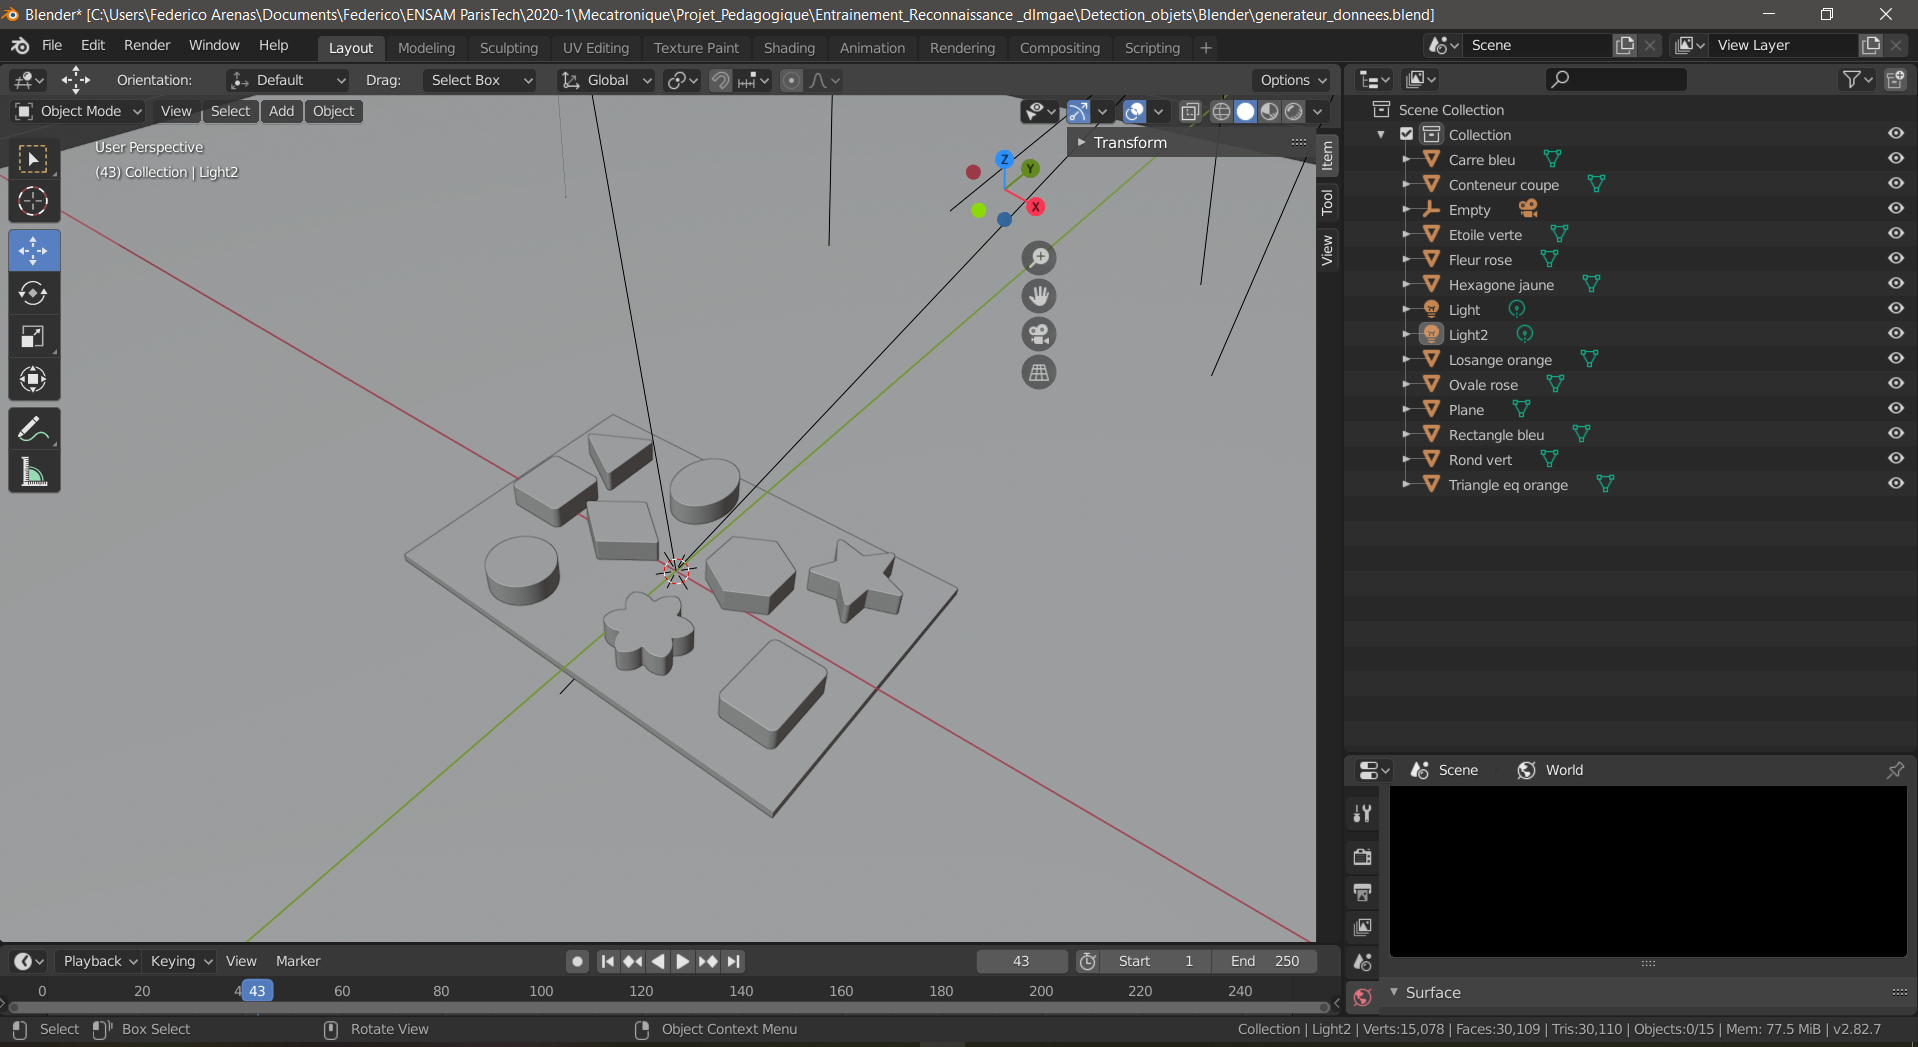 Blender* [C:\Users\Federico Arenas\Documents\Federico\ENSAM ParisTech\2020-1\Mecatronique\Projet_Pedagogique\Entrainement_Reconnaissance _dImgae\Detection_objets\Blender\generateur_donnees.blend]
File Edit Render Window Help Layout Modeling Sculpting UV Editing Texture Paint Shading Animation Rendering Compositing Scripting + Scene View Layer
Orientation: Default Drag: Select Box Global Options
Object Mode View Select Add Object
User Perspective
(43) Collection | Light2
Transform
Item
Tool
View
Z
Y
X
Scene Collection
Collection
Carre bleu
Conteneur coupe
Empty
Etoile verte
Fleur rose
Hexagone jaune
Light
Light2
Losange orange
Ovale rose
Plane
Rectangle bleu
Rond vert
Triangle eq orange
Scene World
Surface
Playback Keying View Marker 43 Start 1 End 250
0 20 4 43 60 80 100 120 140 160 180 200 220 240
Select Box Select Rotate View Object Context Menu Collection | Light2 | Verts:15,078 | Faces:30,109 | Tris:30,110 | Objects:0/15 | Mem: 77.5 MiB | v2.82.7